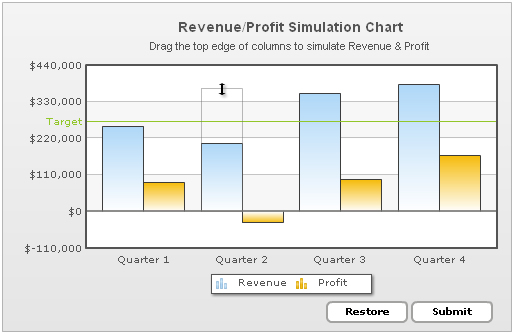 Revenue/Profit Simulation Chart
Drag the top edge of columns to simulate Revenue & Profit
$440,000
$330,000
Target
$220,000
$110,000
$0
$-110,000
Quarter 1 Quarter 2 Quarter 3 Quarter 4
Revenue Profit
Restore Submit